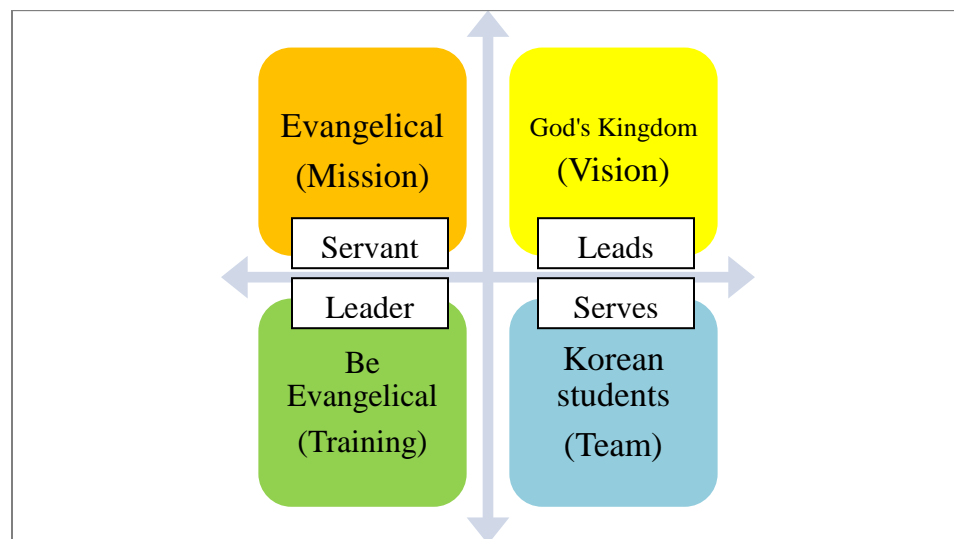 Evangelical
(Mission)
Servant
God's Kingdom
(Vision)
Leads
Leader
Be
Evangelical
(Training)
Serves
Korean
students
(Team)